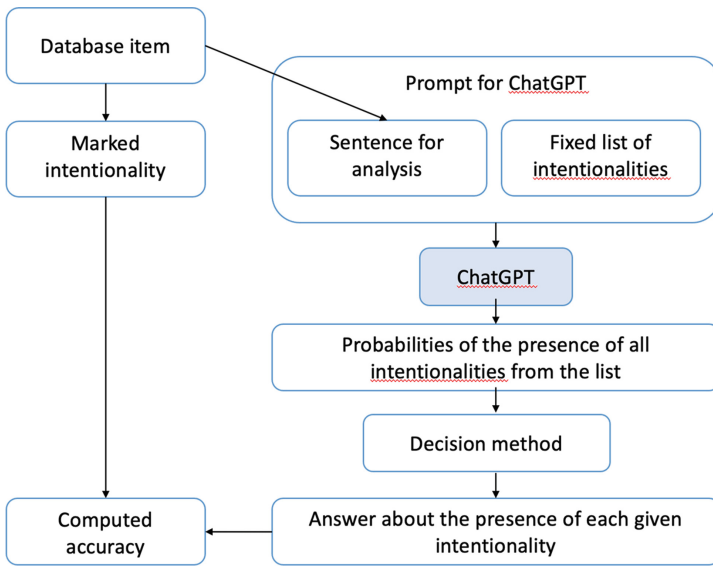 Database item
Prompt for ChatGPT
Marked
intentionality
Sentence for
analysis
Fixed list of
intentionalities
ChatGPT
Probabilities of the presence of all
intentionalities from the list
Decision method
Computed
accuracy
Answer about the presence of each given
intentionality